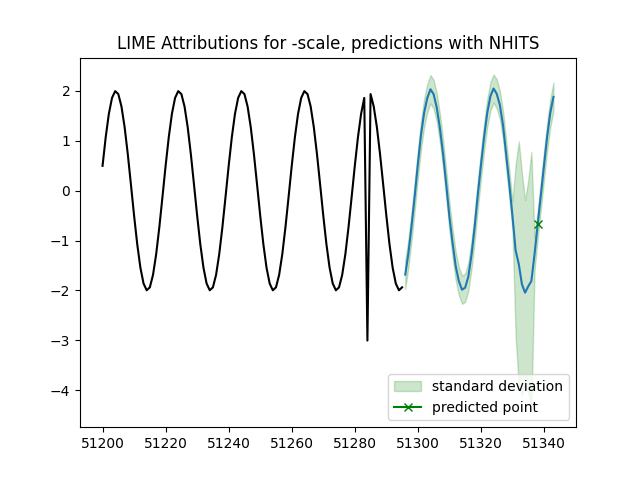 LIME Attributions for -scale, predictions with NHITS
2
1
0
−1
−2
−3
−4
standard deviation
predicted point
51200 51220 51240 51260 51280 51300 51320 51340